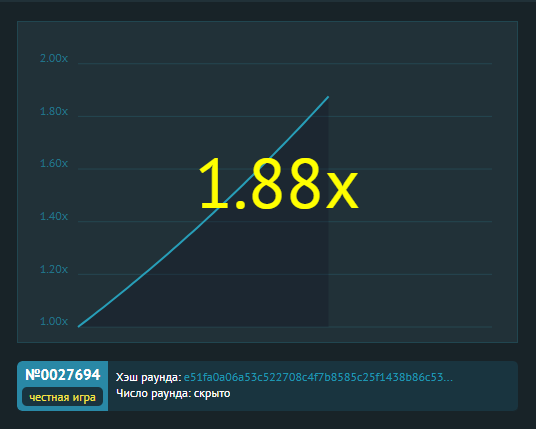 2.00x
1.80x
1.60x
1.88x
1.40x
1.20x
1.00x
№0027694
честная игра
Хэш раунда: e51fa0a06a53c522708c4f7b8585c25f1438b86c53...
Число раунда: скрыто